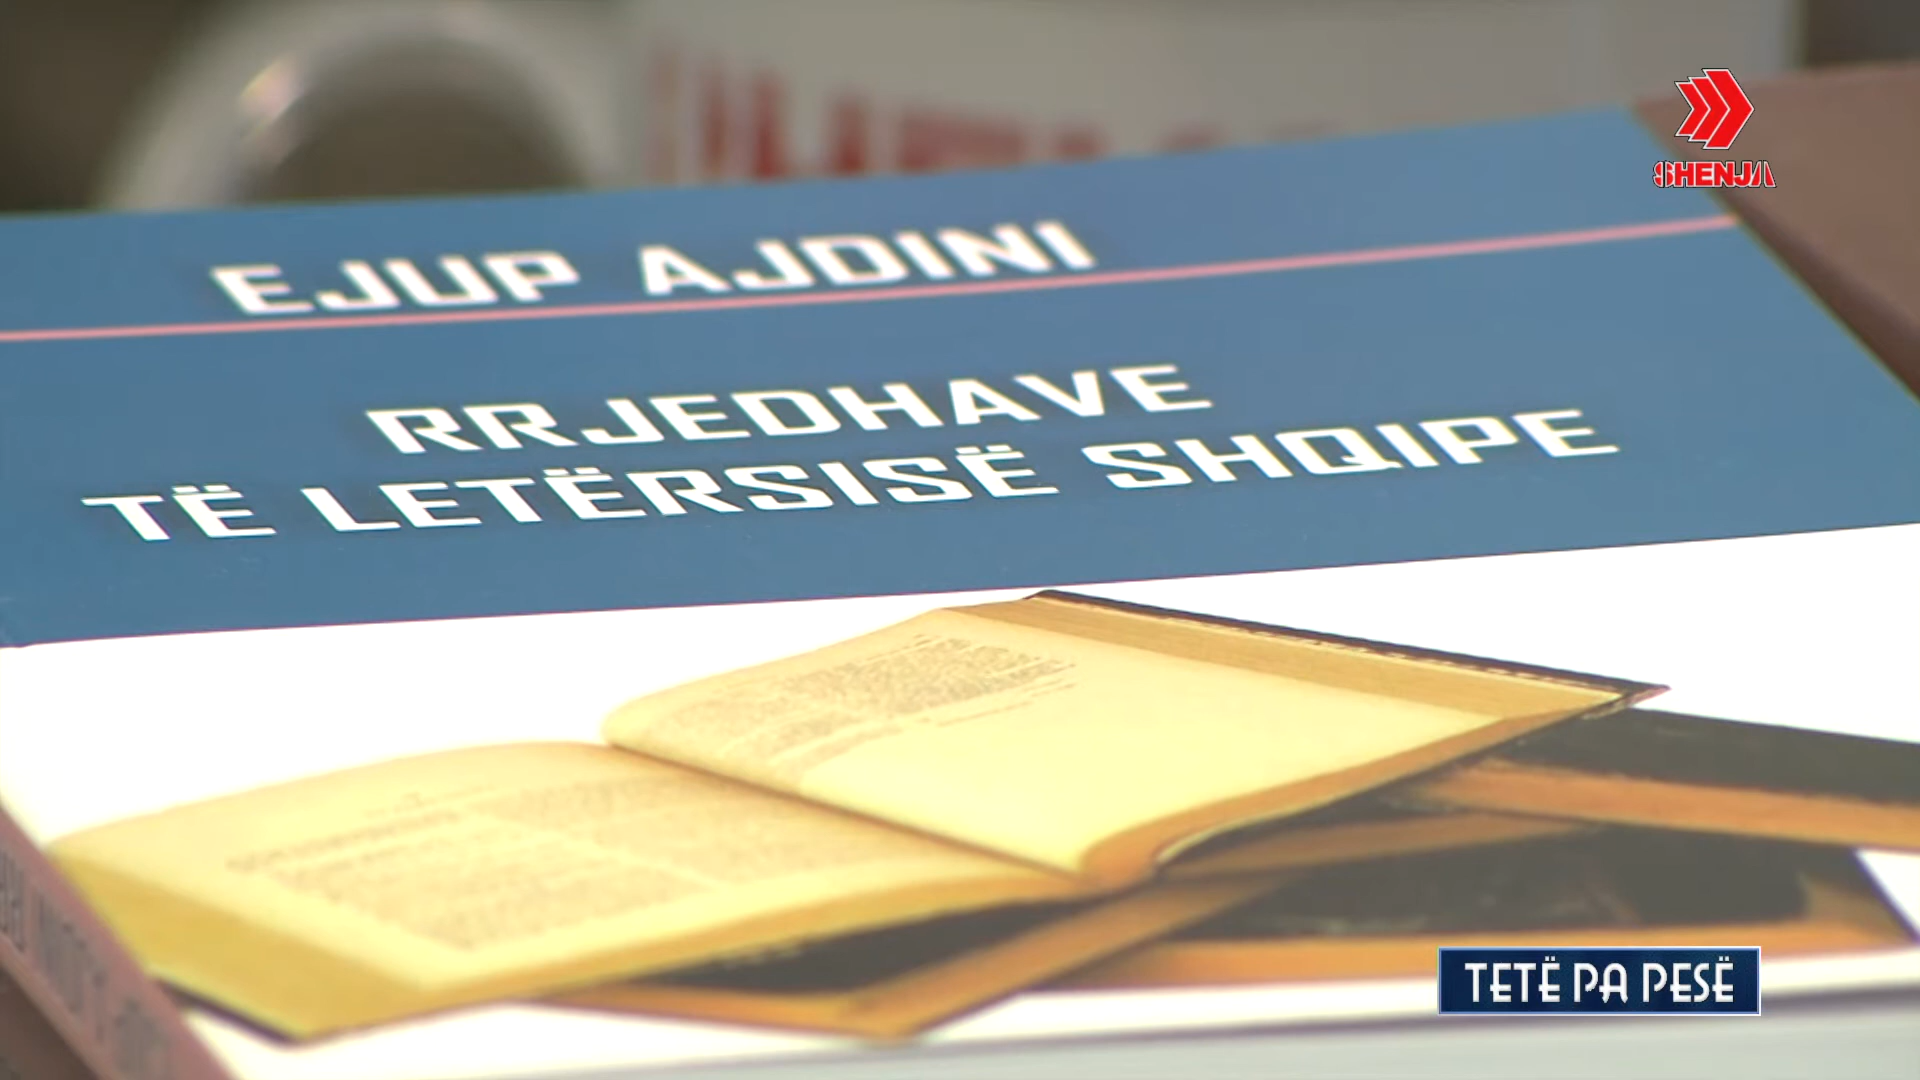 SHENJA
EJUP AJDINI
RRJEDHAVE
TË LETËRSISË SHQIPE
TETË PA PESË